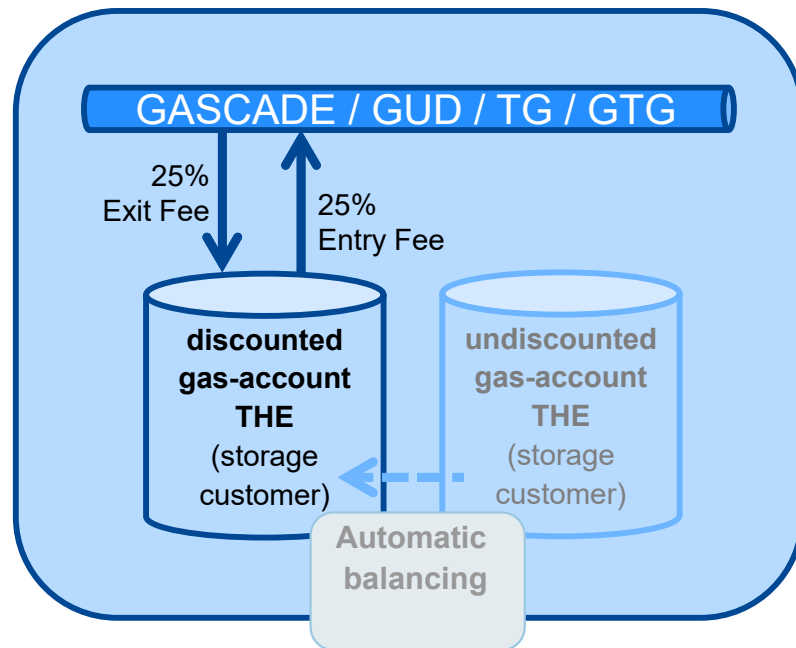 GASCADE / GUD / TG / GTG
25%
Exit Fee
25%
Entry Fee
discounted
gas-account
THE
(storage
customer)
undiscounted
gas-account
THE
(storage
customer)
Automatic
balancing